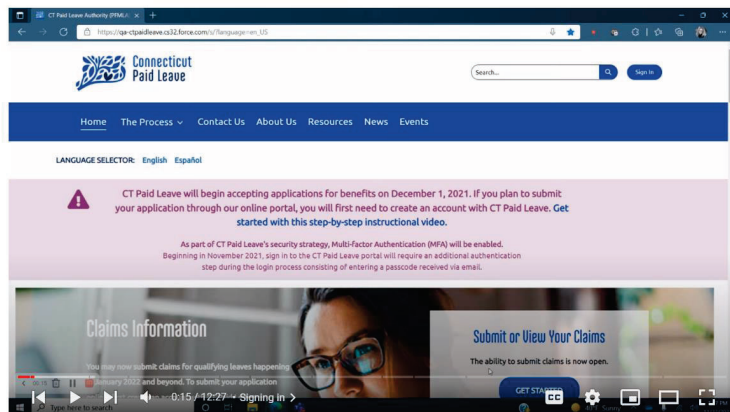 CT Paid Leave Authority (PFMLA)
https://qa-ctpaidleave.cs32.force.com/s/?language=en_US
Connecticut
Paid Leave
Search...
Sign In
Home The Process Contact Us About Us Resources News Events
LANGUAGE SELECTOR: English Español
CT Paid Leave will begin accepting applications for benefits on December 1, 2021. If you plan to submit
your application through our online portal, you will first need to create an account with CT Paid Leave. Get
started with this step-by-step instructional video.
As part of CT Paid Leave's security strategy, Multi-factor Authentication (MFA) will be enabled.
Beginning in November 2021, sign in to the CT Paid Leave portal will require an additional authentication
step during the login process consisting of entering a passcode received via email.
Claims Information
You may now submit claims for qualifying leaves happening
January 2022 and beyond. To submit your application
Submit or View Your Claims
The ability to submit claims is now open.
GET STARTED
0:15 / 12:27 • Signing in >
CC
Type here to search
Sunny